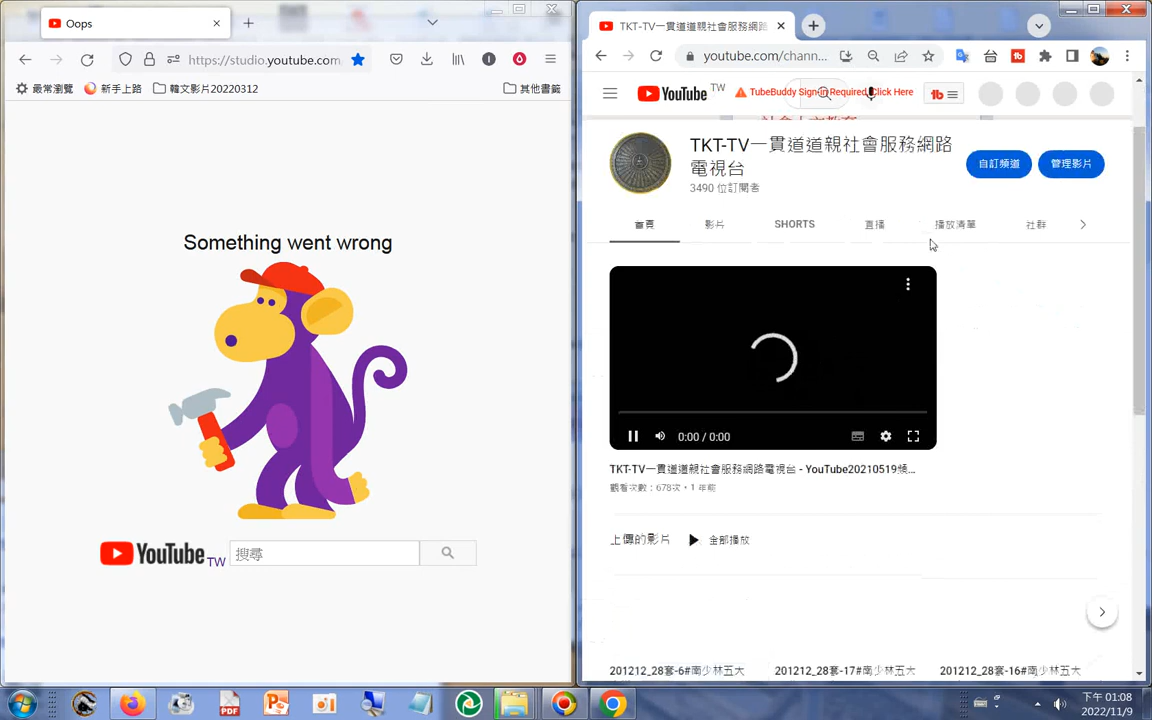 Oops
https://studio.youtube.com
最常瀏覽
新手上路
韓文影片20220312
其他書籤
Something went wrong
YouTube TW
搜尋
TKT-TV一貫道道親社會服務網路
youtube.com/chann...
YouTube TW
TubeBuddy Sign-In Required, Click Here
TKT-TV一貫道道親社會服務網路
電視台
3490 位訂閱者
自訂頻道
管理影片
首頁
影片
SHORTS
直播
播放清單
社群
0:00 / 0:00
TKT-TV一貫道道親社會服務網路電視台 - YouTube20210519頻...
觀看次數：678次・1 年前
上傳的影片
全部播放
201212_28套-6#南少林五大
201212_28套-17#南少林五大
201212_28套-16#南少林五大
下午 01:08
2022/11/9